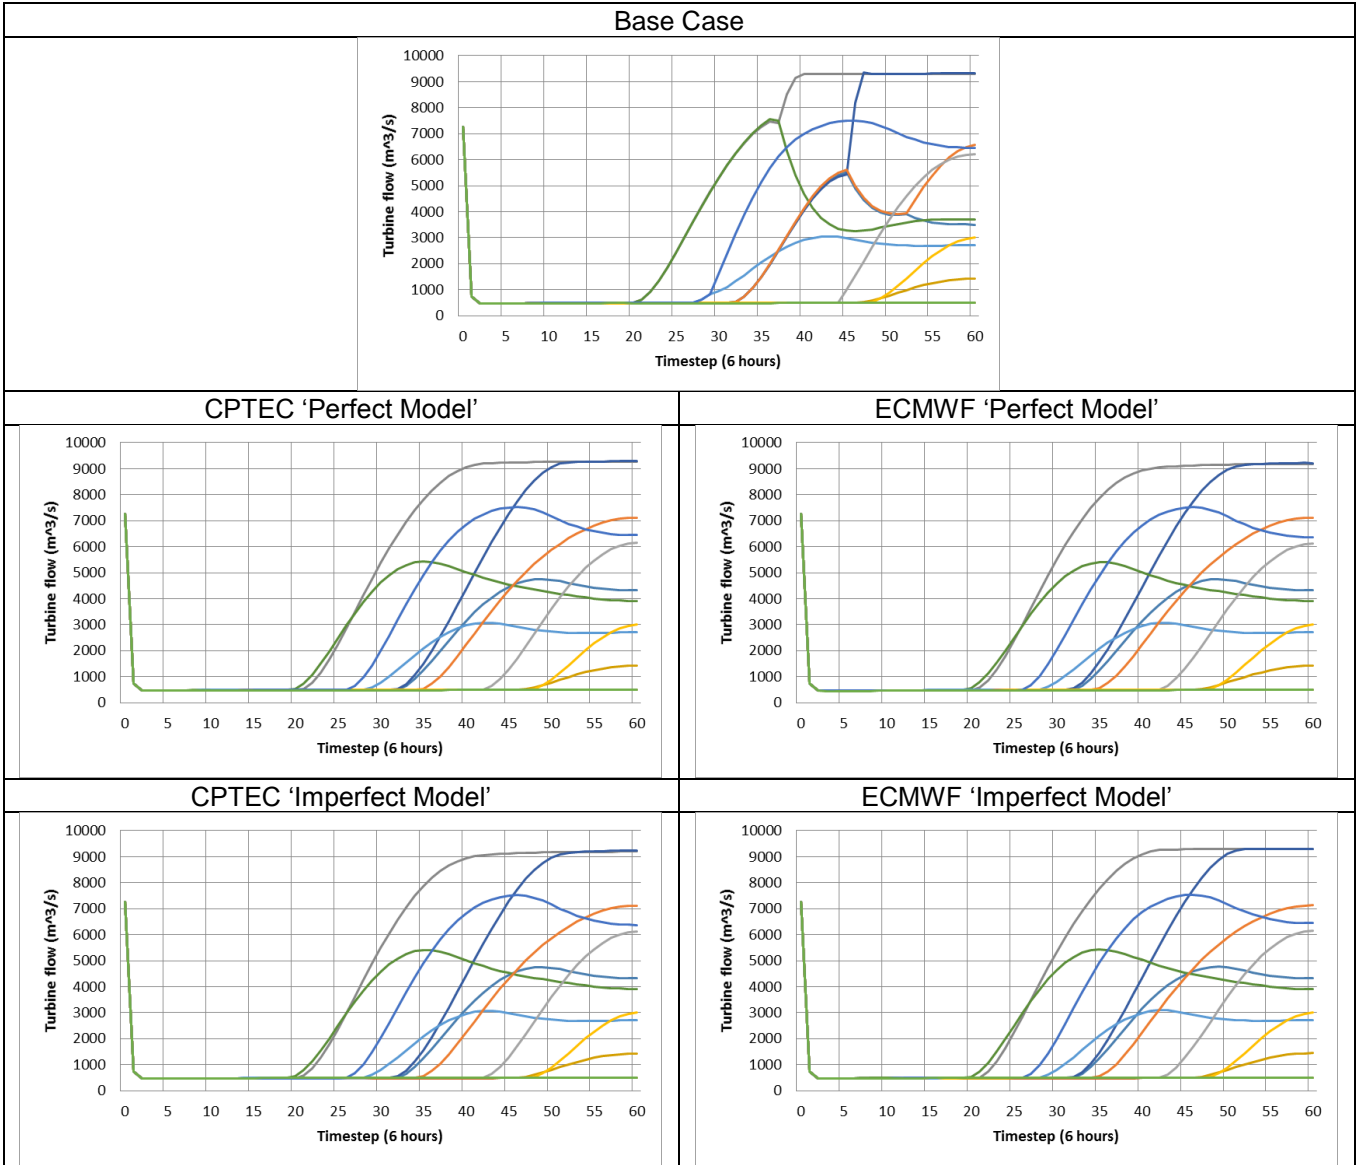 Base Case
10000
9000
8000
7000
6000
5000
4000
3000
2000
1000
0
Turbine flow (m^3/s)
0 5 10 15 20 25 30 35 40 45 50 55 60
Timestep (6 hours)
CPTEC ‘Perfect Model’
10000
9000
8000
7000
6000
5000
4000
3000
2000
1000
0
Turbine flow (m^3/s)
0 5 10 15 20 25 30 35 40 45 50 55 60
Timestep (6 hours)
ECMWF ‘Perfect Model’
10000
9000
8000
7000
6000
5000
4000
3000
2000
1000
0
Turbine flow (m^3/s)
0 5 10 15 20 25 30 35 40 45 50 55 60
Timestep (6 hours)
CPTEC ‘Imperfect Model’
10000
9000
8000
7000
6000
5000
4000
3000
2000
1000
0
Turbine flow (m^3/s)
0 5 10 15 20 25 30 35 40 45 50 55 60
Timestep (6 hours)
ECMWF ‘Imperfect Model’
10000
9000
8000
7000
6000
5000
4000
3000
2000
1000
0
Turbine flow (m^3/s)
0 5 10 15 20 25 30 35 40 45 50 55 60
Timestep (6 hours)